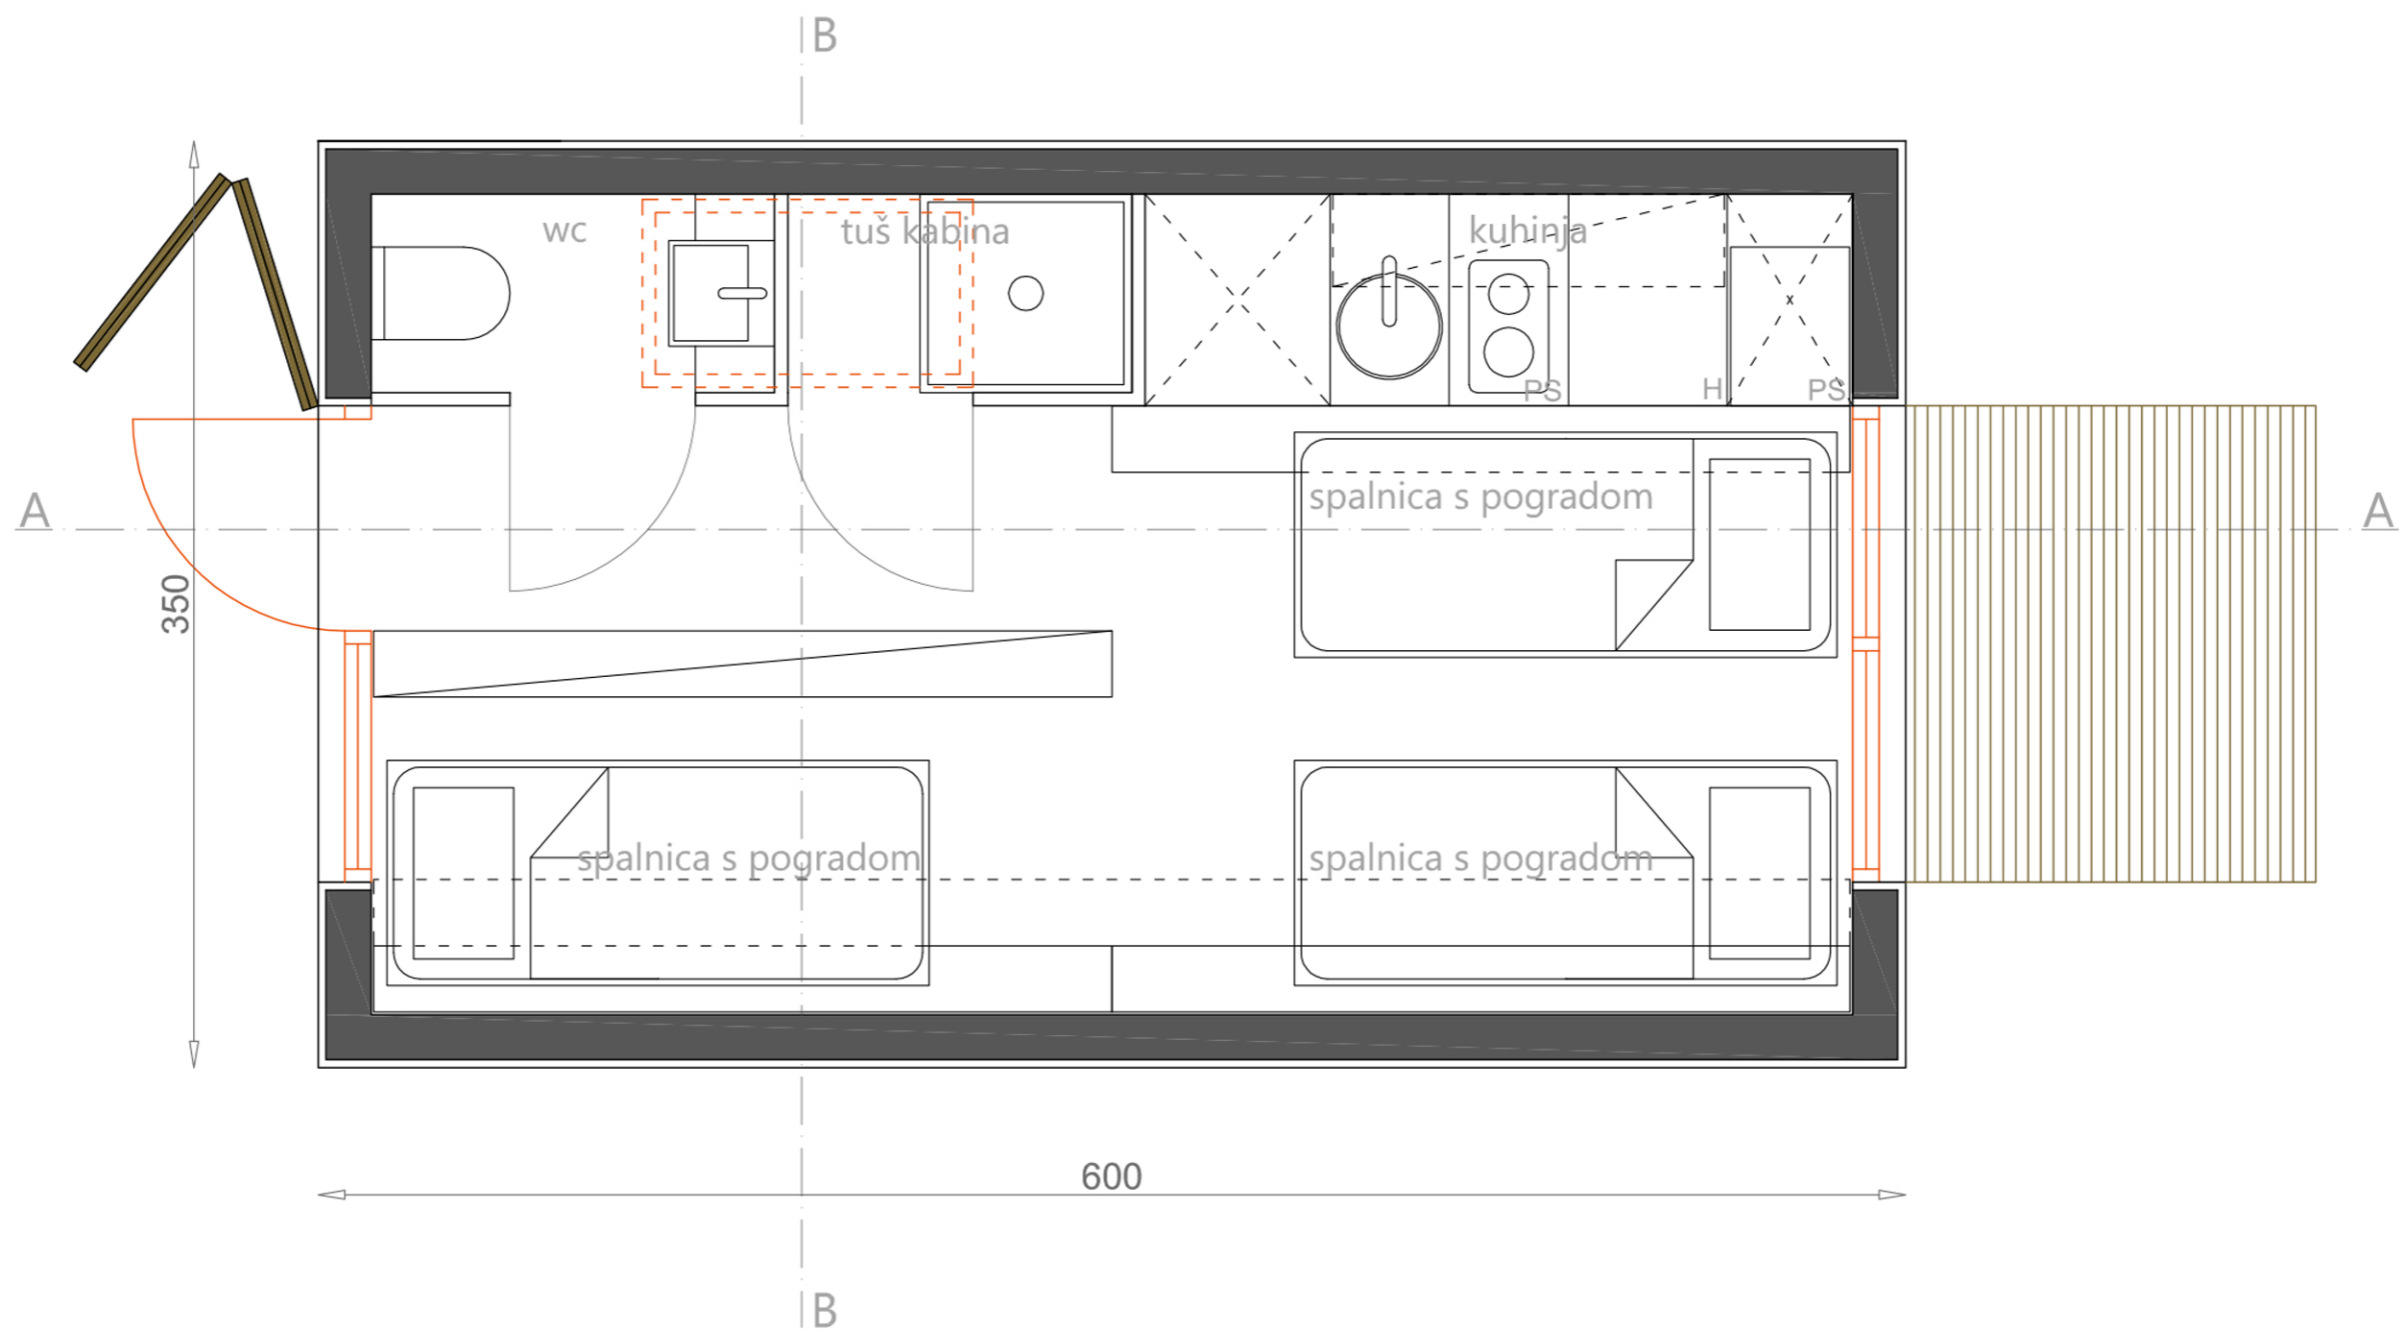 B
wc
tuš kabina
kuhinja
PS
H
PS
A
spalnica s pogradom
A
350
spalnica s pogradom
spalnica s pogradom
600
B